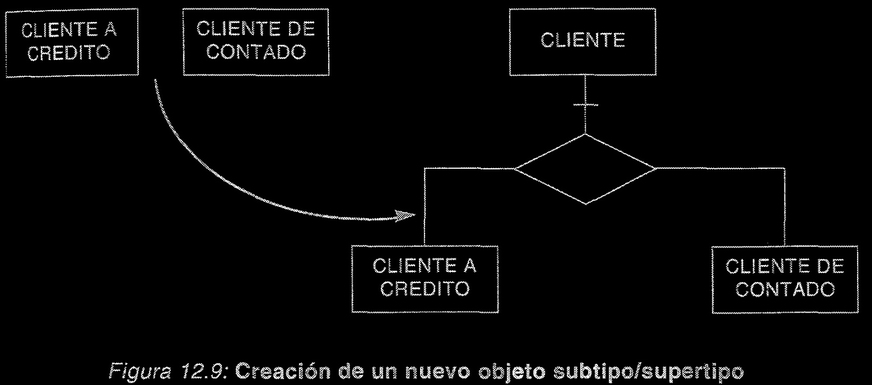 CLIENTE A
CREDITO
CLIENTE DE
CONTADO
CLIENTE
CLIENTE A
CREDITO
CLIENTE DE
CONTADO
Figura 12.9: Creación de un nuevo objeto subtipo/supertipo